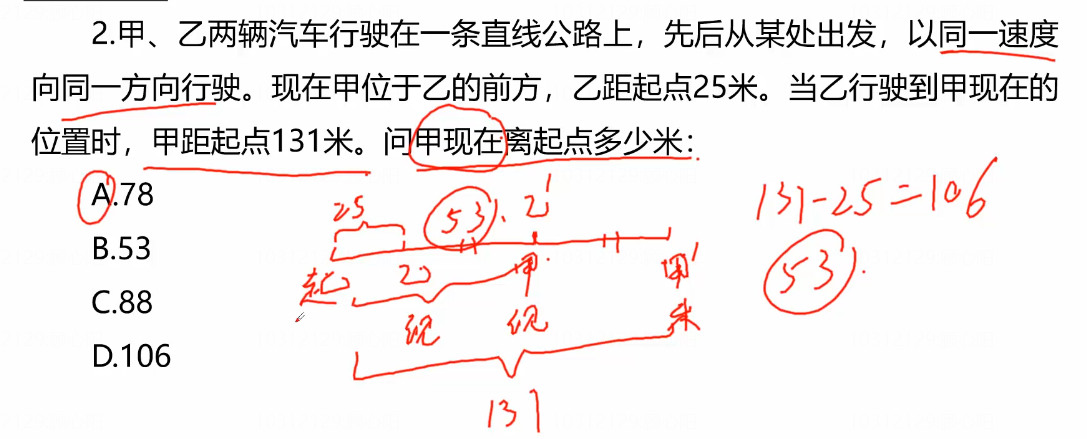 2.甲、乙两辆汽车行驶在一条直线公路上，先后从某处出发，以同一速度
向同一方向行驶。现在甲位于乙的前方，乙距起点25米。当乙行驶到甲现在的
位置时，甲距起点131米。问甲现在离起点多少米：
A.78
B.53
C.88
D.106
25
53
乙'
131-25=106
53
起
乙
甲
甲'
现
现
末
131